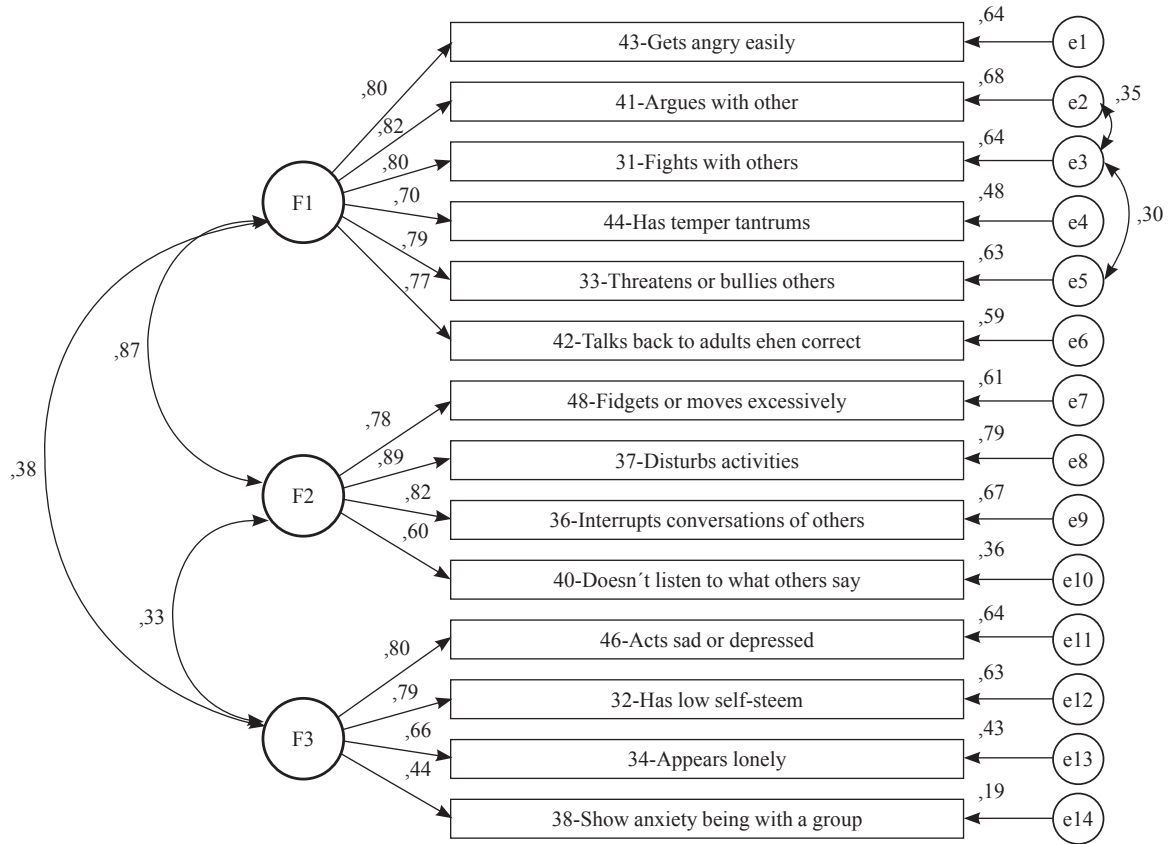 ,64
43-Gets angry easily
e1
,80
,68
41-Argues with other
e2
,35
,82
,64
31-Fights with others
e3
,80
F1
,70
,48
44-Has temper tantrums
e4
,30
,79
,63
33-Threatens or bullies others
e5
,77
,59
42-Talks back to adults ehen correct
e6
,87
,61
48-Fidgets or moves excessively
e7
,78
,79
37-Disturbs activities
e8
,89
,38
F2
,82
,67
36-Interrupts conversations of others
e9
,60
,36
40-Doesn´t listen to what others say
e10
,33
,64
46-Acts sad or depressed
e11
,80
,63
32-Has low self-steem
e12
,79
F3
,66
,43
34-Appears lonely
e13
,44
,19
38-Show anxiety being with a group
e14